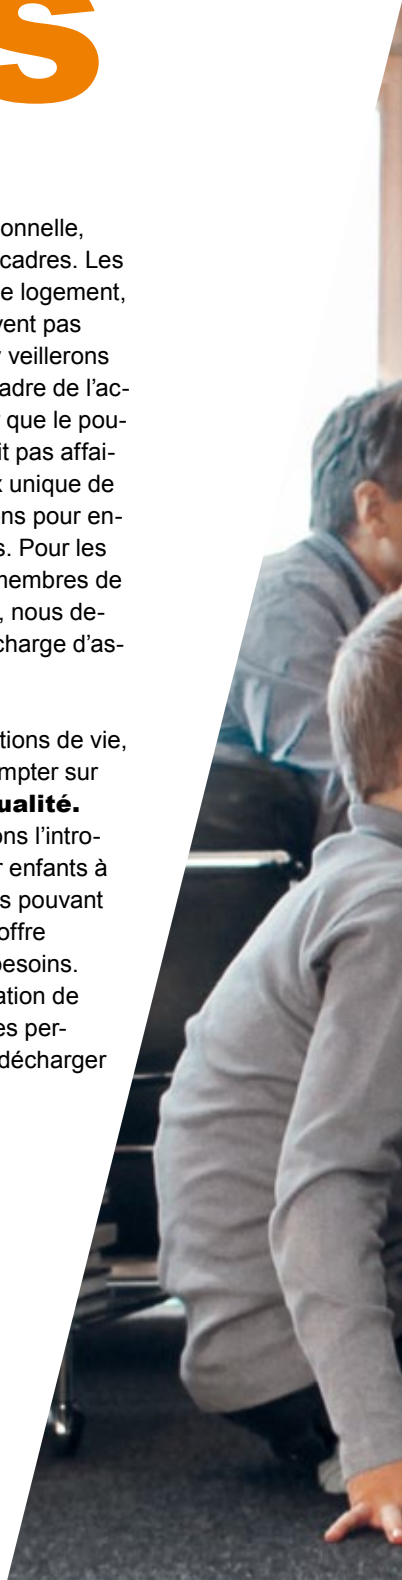 s
onnelle,
cadres. Les
e logement,
vent pas
veillerons
adre de l'ac-
que le pou-
it pas affai-
x unique de
ons pour en-
s. Pour les
membres de
, nous de-
charge d'as-
tions de vie,
mpter sur
ualité.
ons l'intro-
r enfants à
s pouvant
offre
besoins.
ation de
es per-
décharger